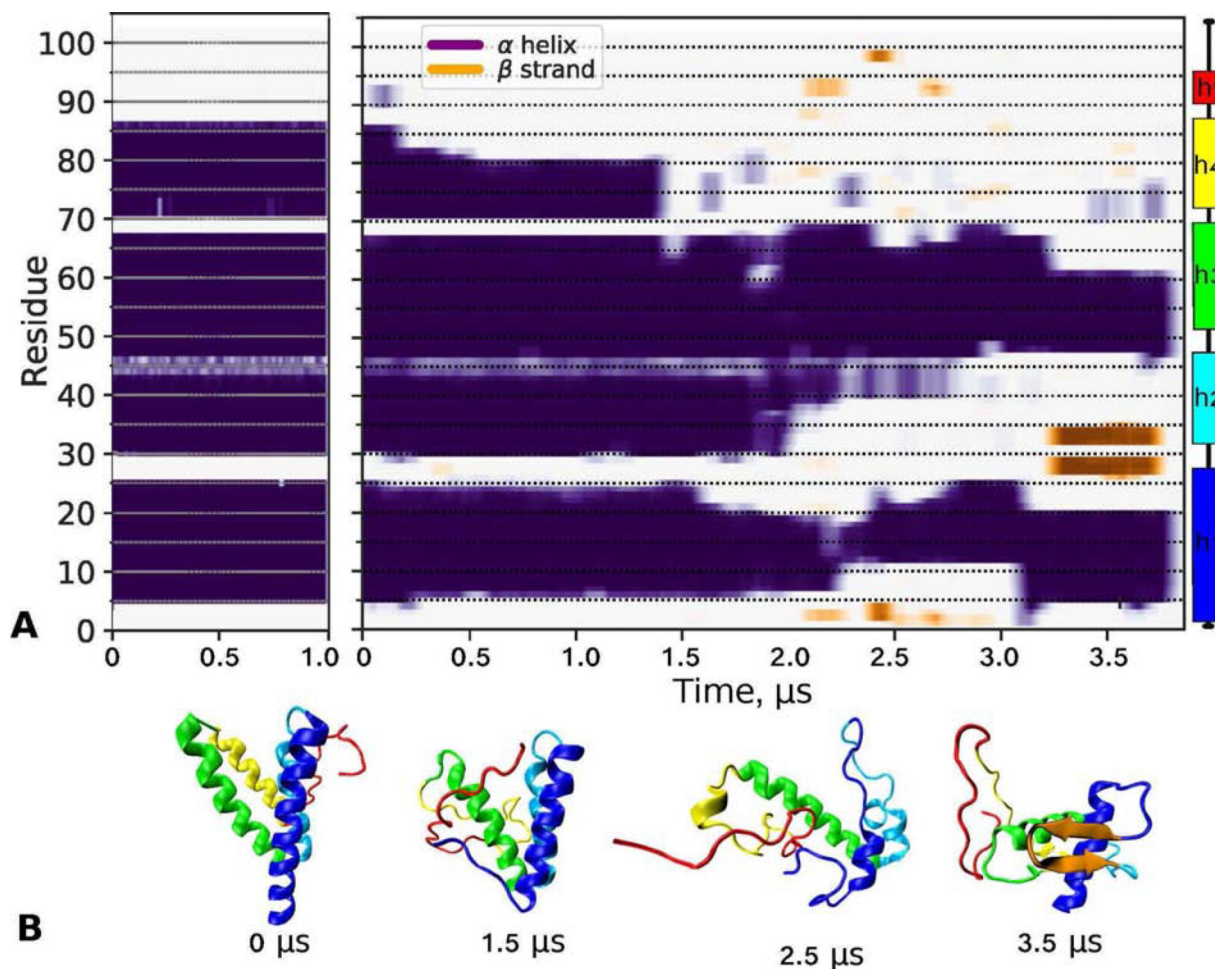 100
90
80
70
60
50
40
30
20
10
0
Residue
α helix
β strand
h4
h3
h2
A
0 0.5 1.0
0 0.5 1.0 1.5 2.0 2.5 3.0 3.5
Time, μs
B
0 μs
1.5 μs
2.5 μs
3.5 μs